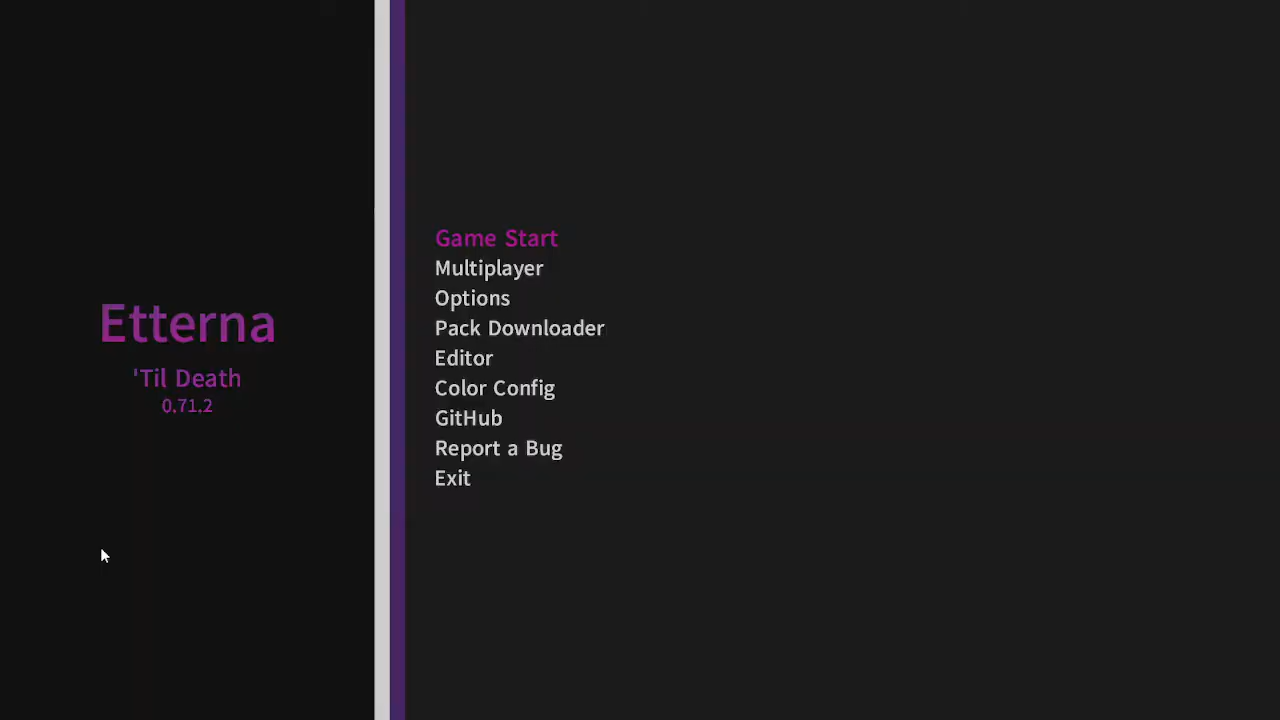 Etterna
'Til Death
0.71.2
Game Start
Multiplayer
Options
Pack Downloader
Editor
Color Config
GitHub
Report a Bug
Exit